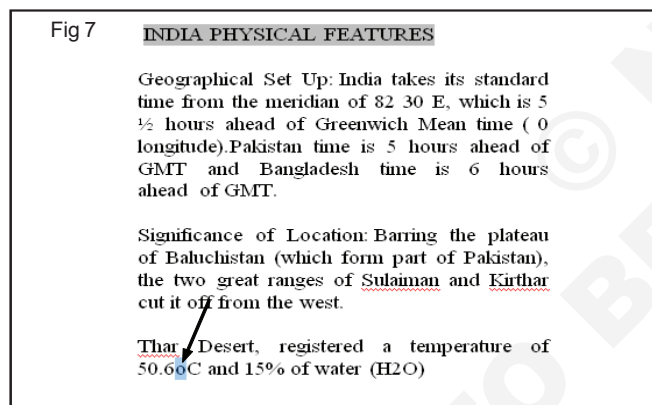 Fig 7
INDIA PHYSICAL FEATURES
Geographical Set Up: India takes its standard
time from the meridian of 82 30 E, which is 5
½ hours ahead of Greenwich Mean time ( 0
longitude).Pakistan time is 5 hours ahead of
GMT and Bangladesh time is 6 hours
ahead of GMT.
Significance of Location: Barring the plateau
of Baluchistan (which form part of Pakistan),
the two great ranges of Sulaiman and Kirthar
cut it off from the west.
Thar Desert, registered a temperature of
50.6oC and 15% of water (H2O)
© N
TO BE